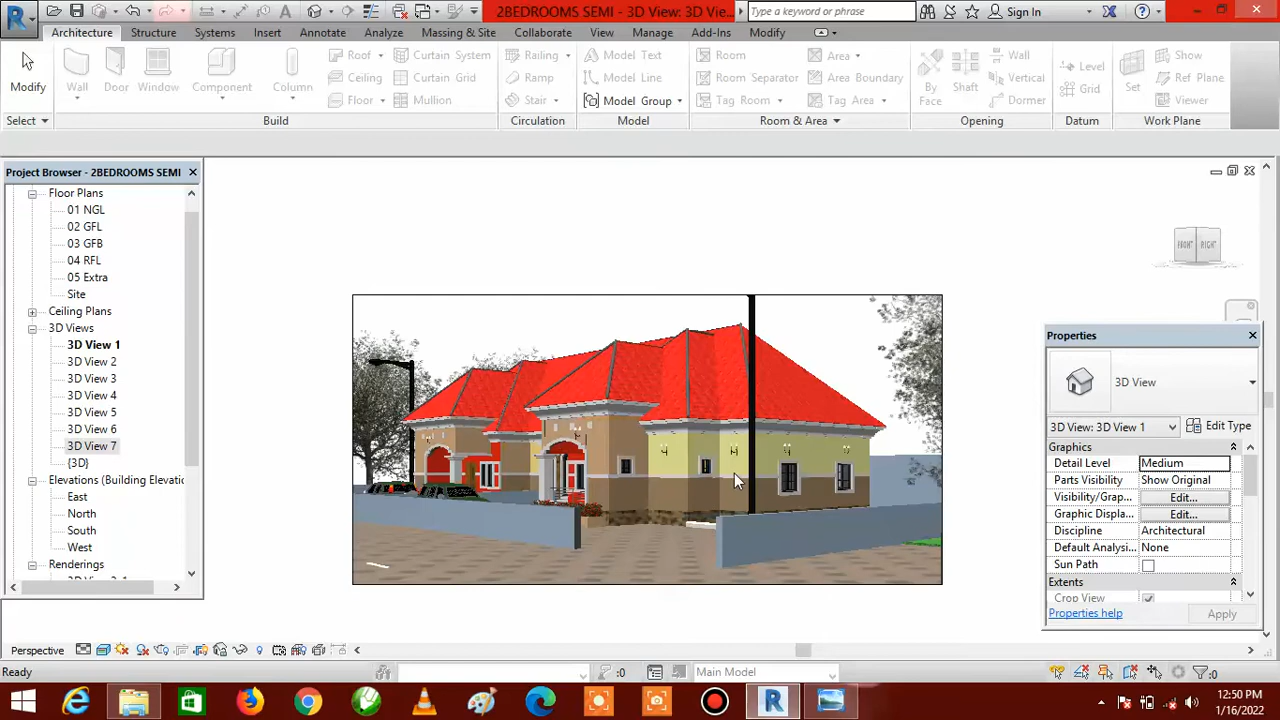 2BEDROOMS SEMI - 3D View: 3D Vie...
Type a keyword or phrase
Sign In
Architecture Structure Systems Insert Annotate Analyze Massing & Site Collaborate View Manage Add-Ins Modify
Modify
Wall Door Window Component Column
Roof Ceiling Floor
Curtain System Curtain Grid Mullion
Railing Ramp Stair
Model Text Model Line Model Group
Room Room Separator Tag Room
Area Area Boundary Tag Area
By Face Shaft Wall Vertical Dormer
Level Grid
Set Show Ref Plane Viewer
Select Build Circulation Model Room & Area Opening Datum Work Plane
Project Browser - 2BEDROOMS SEMI
Floor Plans
01 NGL
02 GFL
03 GFB
04 RFL
05 Extra
Site
Ceiling Plans
3D Views
3D View 1
3D View 2
3D View 3
3D View 4
3D View 5
3D View 6
3D View 7
{3D}
Elevations (Building Elevatio
East
North
South
West
Renderings
FRONT RIGHT
Properties
3D View
3D View: 3D View 1 Edit Type
Graphics
Detail Level Medium
Parts Visibility Show Original
Visibility/Grap... Edit...
Graphic Displa... Edit...
Discipline Architectural
Default Analysi... None
Sun Path
Extents
Crop View
Properties help Apply
Perspective
Ready
:0
Main Model
:0
12:50 PM
1/16/2022